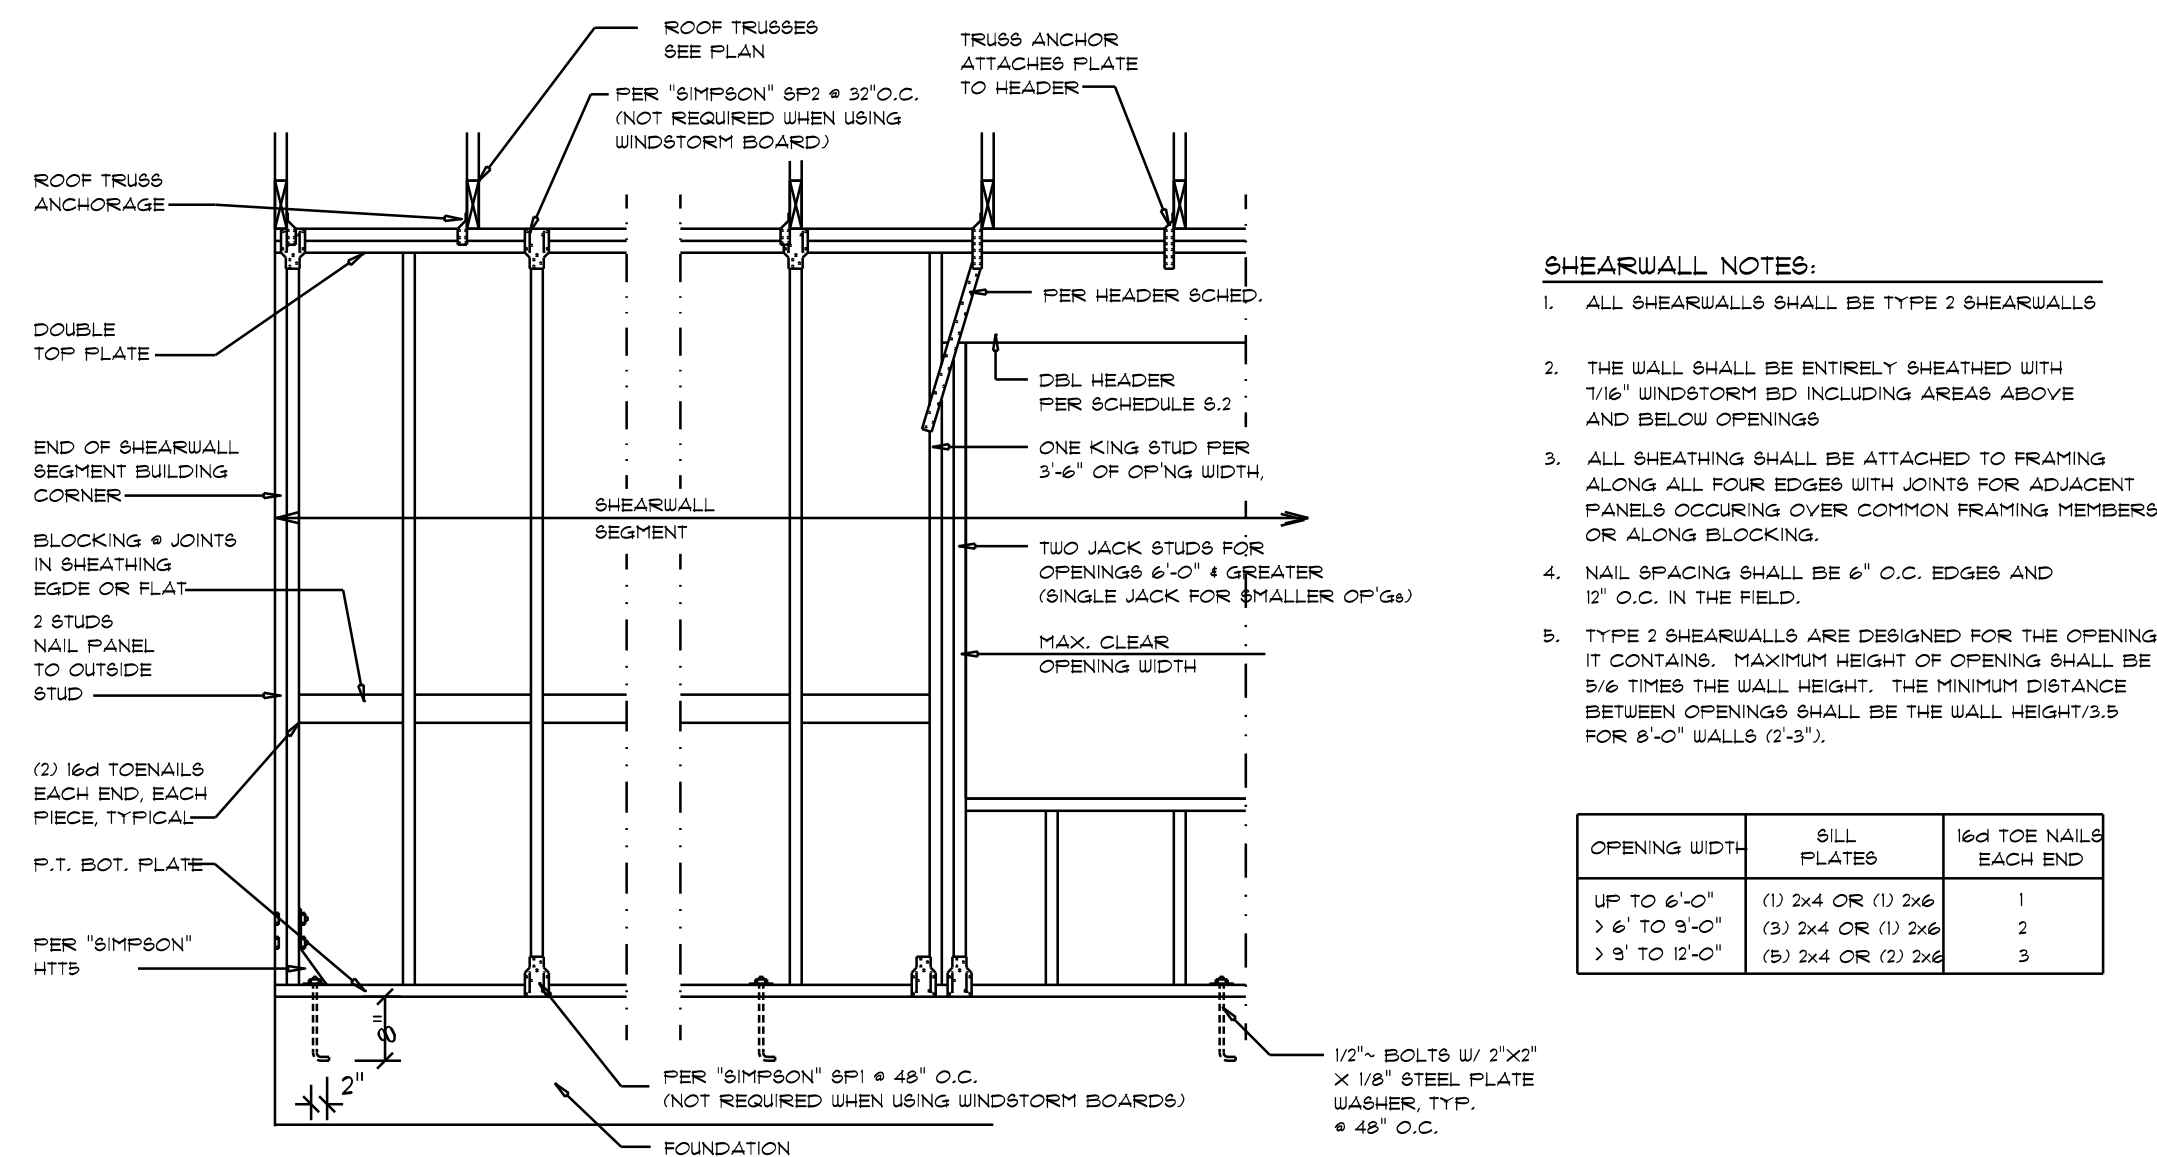 ROOF TRUSSES
SEE PLAN
TRUSS ANCHOR
ATTACHES PLATE
TO HEADER
PER "SIMPSON" SP2 @ 32"O.C.
(NOT REQUIRED WHEN USING
WINDSTORM BOARD)
ROOF TRUSS
ANCHORAGE
DOUBLE
TOP PLATE
END OF SHEARWALL
SEGMENT BUILDING
CORNER
BLOCKING @ JOINTS
IN SHEATHING
EGDE OR FLAT
2 STUDS
NAIL PANEL
TO OUTSIDE
STUD
(2) 16d TOENAILS
EACH END, EACH
PIECE, TYPICAL
P.T. BOT. PLATE
PER "SIMPSON"
HTT5
SHEARWALL
SEGMENT
PER HEADER SCHED.
DBL HEADER
PER SCHEDULE S.2
ONE KING STUD PER
3'-6" OF OP'NG WIDTH,
TWO JACK STUDS FOR
OPENINGS 6'-0" & GREATER
(SINGLE JACK FOR SMALLER OP'Gs)
MAX. CLEAR
OPENING WIDTH
8"
2"
PER "SIMPSON" SP1 @ 48" O.C.
(NOT REQUIRED WHEN USING WINDSTORM BOARDS)
FOUNDATION
1/2"~ BOLTS W/ 2"X2"
X 1/8" STEEL PLATE
WASHER, TYP.
@ 48" O.C.
SHEARWALL NOTES:
1. ALL SHEARWALLS SHALL BE TYPE 2 SHEARWALLS
2. THE WALL SHALL BE ENTIRELY SHEATHED WITH
7/16" WINDSTORM BD INCLUDING AREAS ABOVE
AND BELOW OPENINGS
3. ALL SHEATHING SHALL BE ATTACHED TO FRAMING
ALONG ALL FOUR EDGES WITH JOINTS FOR ADJACENT
PANELS OCCURING OVER COMMON FRAMING MEMBERS
OR ALONG BLOCKING.
4. NAIL SPACING SHALL BE 6" O.C. EDGES AND
12" O.C. IN THE FIELD.
5. TYPE 2 SHEARWALLS ARE DESIGNED FOR THE OPENING
IT CONTAINS. MAXIMUM HEIGHT OF OPENING SHALL BE
5/6 TIMES THE WALL HEIGHT. THE MINIMUM DISTANCE
BETWEEN OPENINGS SHALL BE THE WALL HEIGHT/3.5
FOR 8'-0" WALLS (2'-3").
OPENING WIDTH
SILL
PLATES
16d TOE NAILS
EACH END
UP TO 6'-0" (1) 2x4 OR (1) 2x6 1
> 6' TO 9'-0" (3) 2x4 OR (1) 2x6 2
> 9' TO 12'-0" (5) 2x4 OR (2) 2x6 3